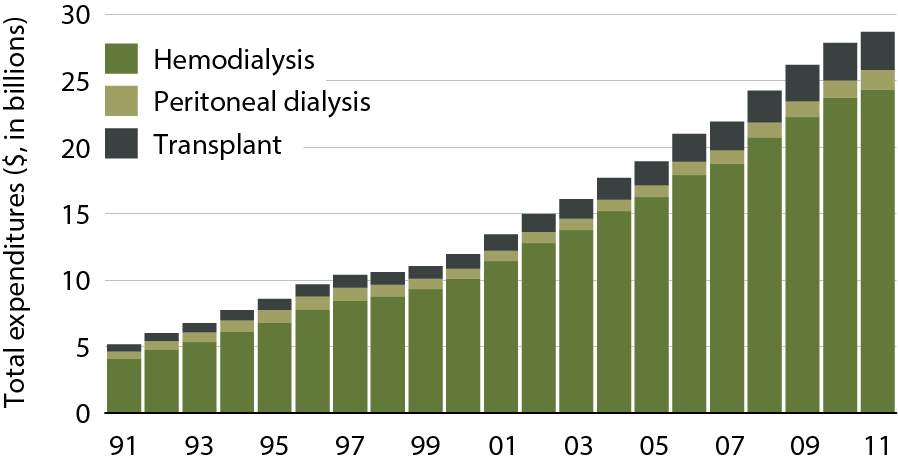 Total expenditures ($, in billions)
30
25
20
15
10
5
0
Hemodialysis
Peritoneal dialysis
Transplant
91 93 95 97 99 01 03 05 07 09 11